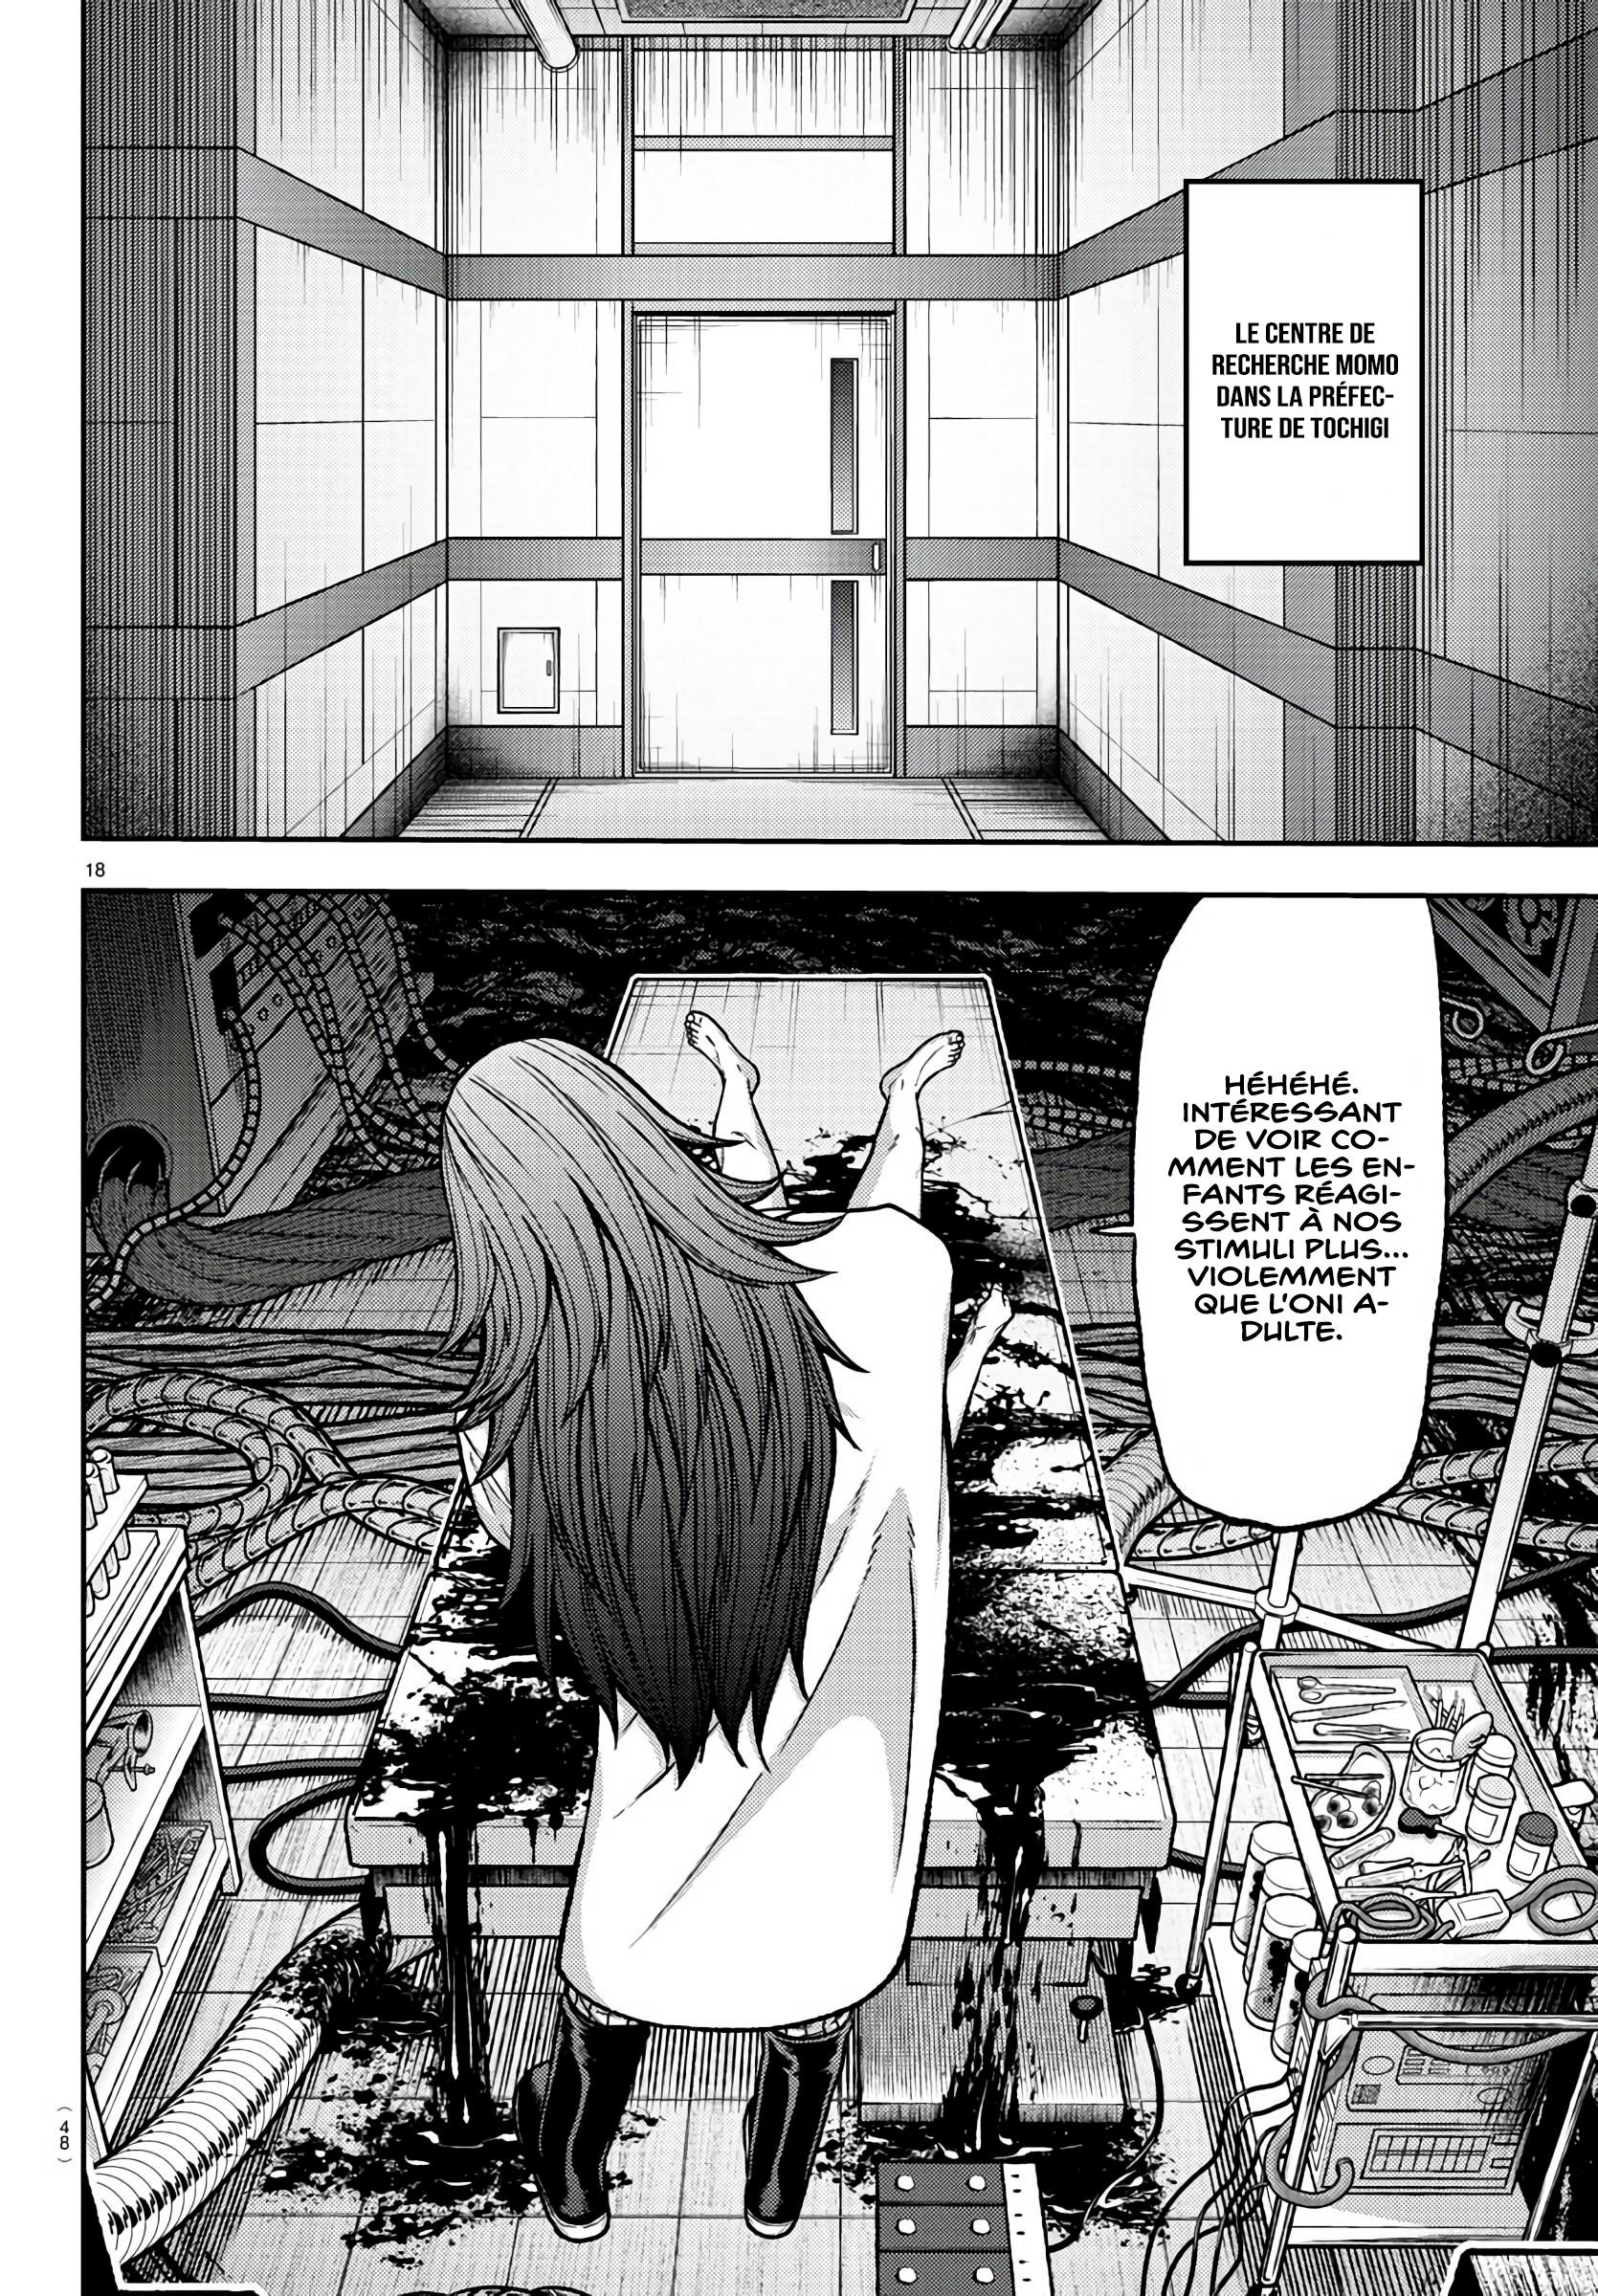 LE CENTRE DE
RECHERCHE MOMO
DANS LA PRÉFEC-
TURE DE TOCHIGI
18
HÉHÉHÉ.
INTÉRESSANT
DE VOIR CO-
MMENT LES EN-
FANTS RÉAGI-
SSENT À NOS
STIMULI PLUS...
VIOLEMMENT
QUE L'ONI A-
DULTE.
(48)